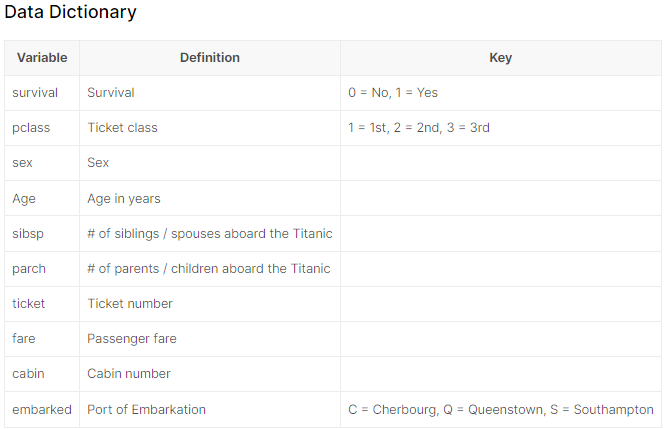 Data Dictionary
Variable Definition Key
survival Survival 0 = No, 1 = Yes
pclass Ticket class 1 = 1st, 2 = 2nd, 3 = 3rd
sex Sex
Age Age in years
sibsp # of siblings / spouses aboard the Titanic
parch # of parents / children aboard the Titanic
ticket Ticket number
fare Passenger fare
cabin Cabin number
embarked Port of Embarkation C = Cherbourg, Q = Queenstown, S = Southampton